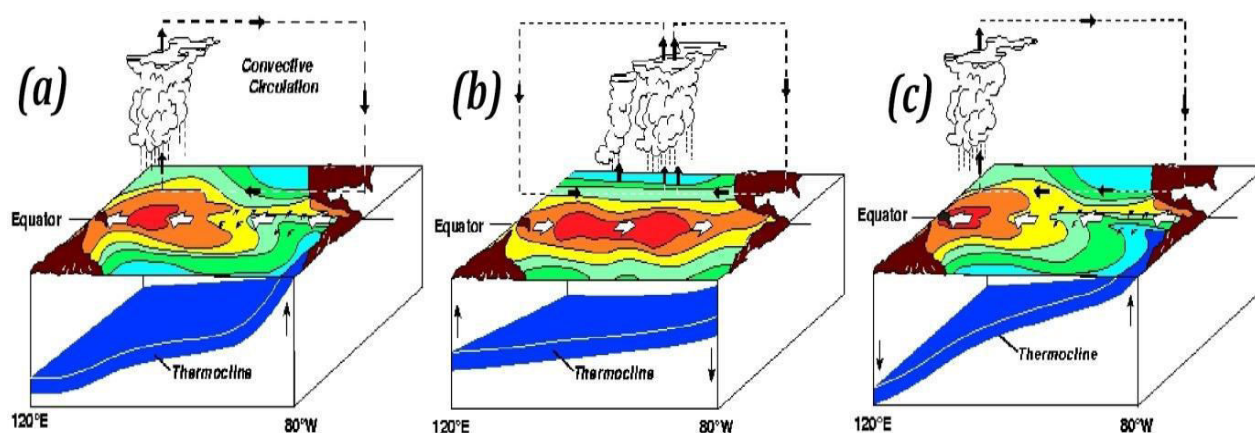 (a)
Convective
Circulation
Equator
Thermocline
120°E
80°W
(b)
Equator
Thermocline
120°E
80°W
(c)
Equator
Thermocline
120°E
80°W